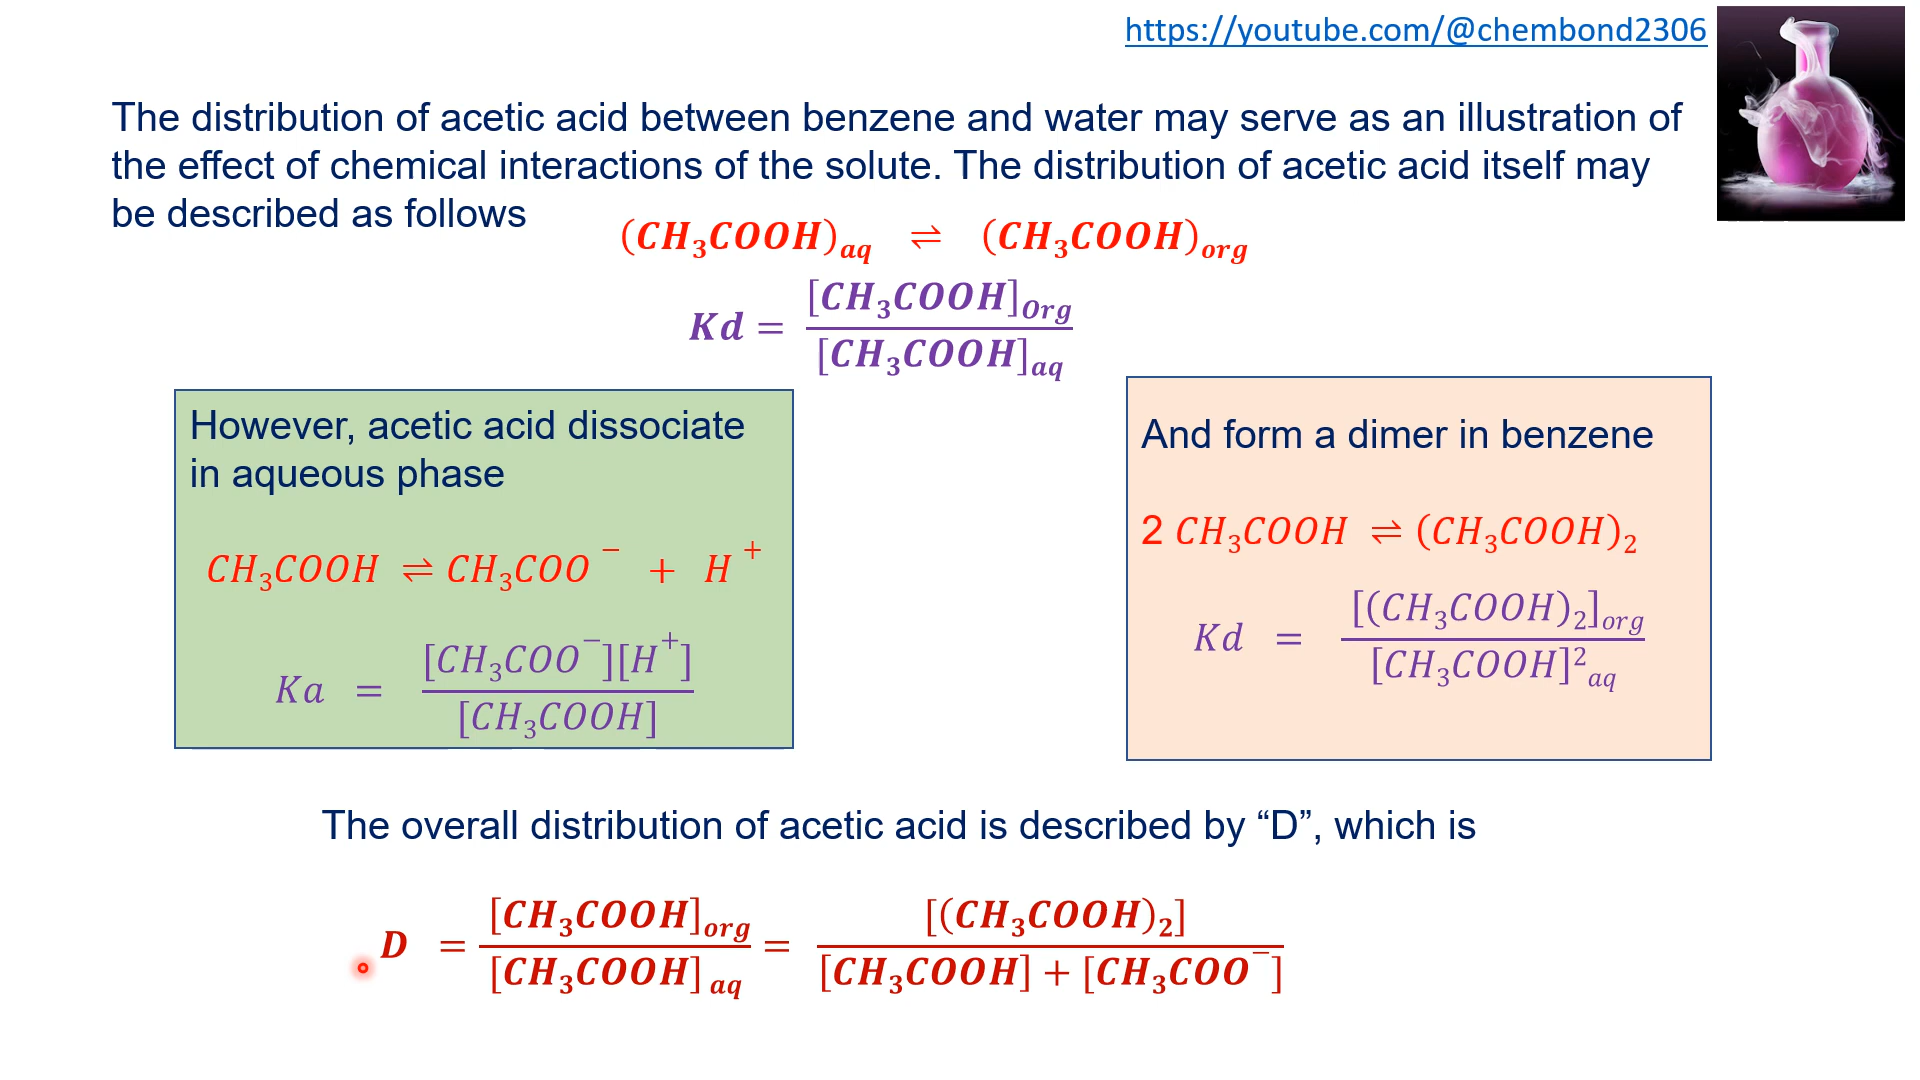 https://youtube.com/@chembond2306
The distribution of acetic acid between benzene and water may serve as an illustration of
the effect of chemical interactions of the solute. The distribution of acetic acid itself may
be described as follows
(CH₃COOH)aq ⇌ (CH₃COOH)org
Kd = [CH₃COOH]Org / [CH₃COOH]aq
However, acetic acid dissociate
in aqueous phase
CH₃COOH ⇌ CH₃COO⁻ + H⁺
Ka = [CH₃COO⁻][H⁺] / [CH₃COOH]
And form a dimer in benzene
2 CH₃COOH ⇌ (CH₃COOH)₂
Kd = [(CH₃COOH)₂]org / [CH₃COOH]²aq
The overall distribution of acetic acid is described by “D”, which is
D = [CH₃COOH]org / [CH₃COOH] aq = [(CH₃COOH)₂] / [CH₃COOH] + [CH₃COO⁻]